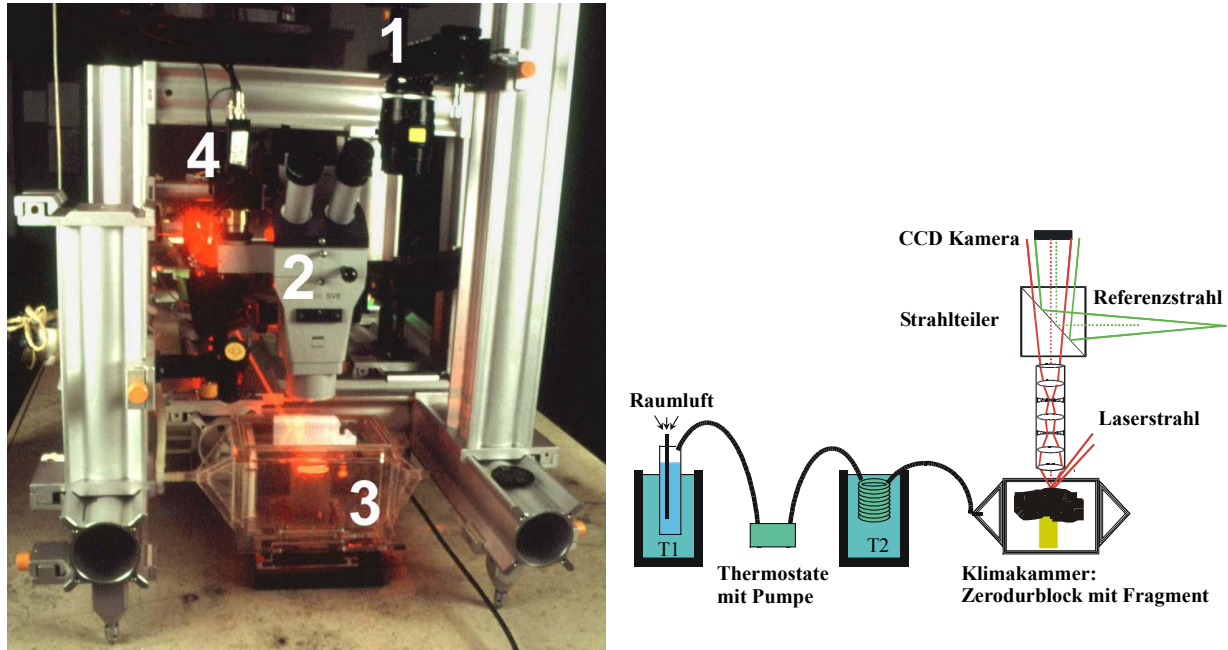 1
4
2
SV8
3
CCD Kamera
Referenzstrahl
Strahlteiler
Raumluft
Laserstrahl
T1
T2
Thermostate
mit Pumpe
Klimakammer:
Zerodurblock mit Fragment